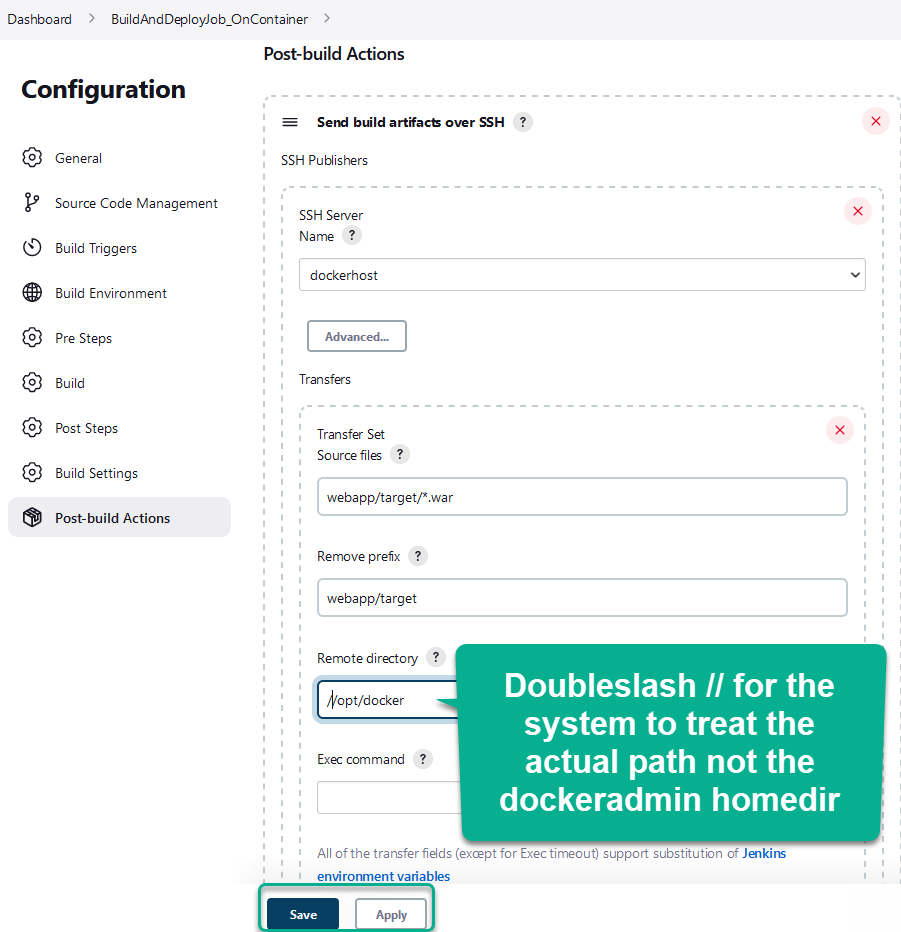 Dashboard > BuildAndDeployJob_OnContainer >
Post-build Actions
Configuration
General
Source Code Management
Build Triggers
Build Environment
Pre Steps
Build
Post Steps
Build Settings
Post-build Actions
Send build artifacts over SSH ?
SSH Publishers
SSH Server
Name ?
dockerhost
Advanced...
Transfers
Transfer Set
Source files ?
webapp/target/*.war
Remove prefix ?
webapp/target
Remote directory ?
//opt/docker
Doubleslash // for the
system to treat the
actual path not the
dockeradmin homedir
Exec command ?
All of the transfer fields (except for Exec timeout) support substitution of Jenkins
environment variables
Save
Apply